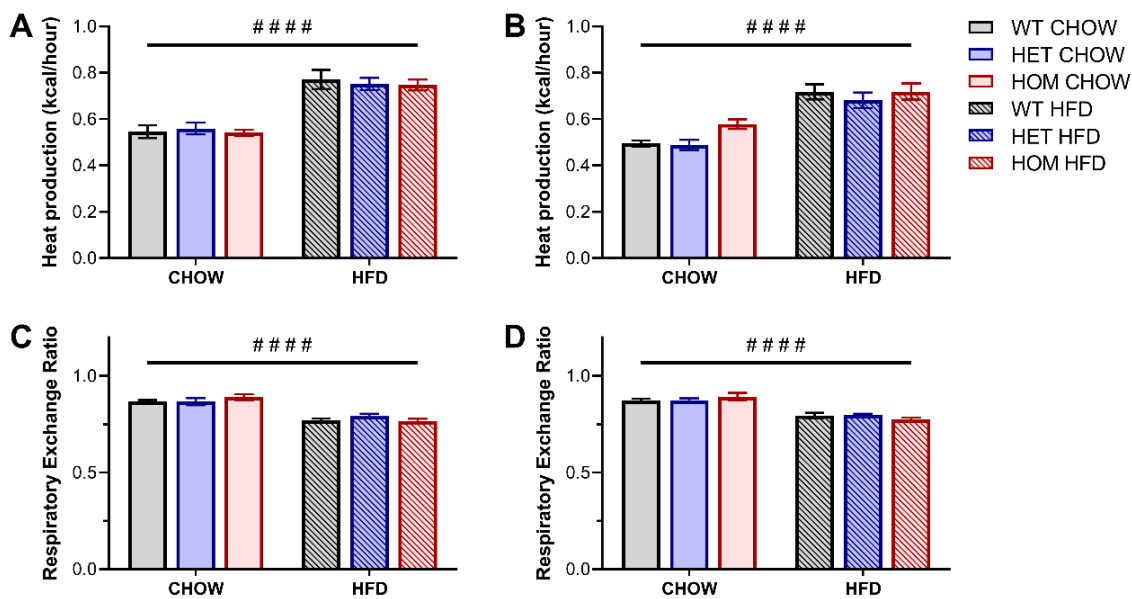 A
Heat production (kcal/hour)
# # # #
1.0
0.8
0.6
0.4
0.2
0.0
CHOW
HFD
B
Heat production (kcal/hour)
# # # #
1.0
0.8
0.6
0.4
0.2
0.0
CHOW
HFD
WT CHOW
HET CHOW
HOM CHOW
WT HFD
HET HFD
HOM HFD
C
Respiratory Exchange Ratio
# # # #
1.0
0.5
0.0
CHOW
HFD
D
Respiratory Exchange Ratio
# # # #
1.0
0.5
0.0
CHOW
HFD